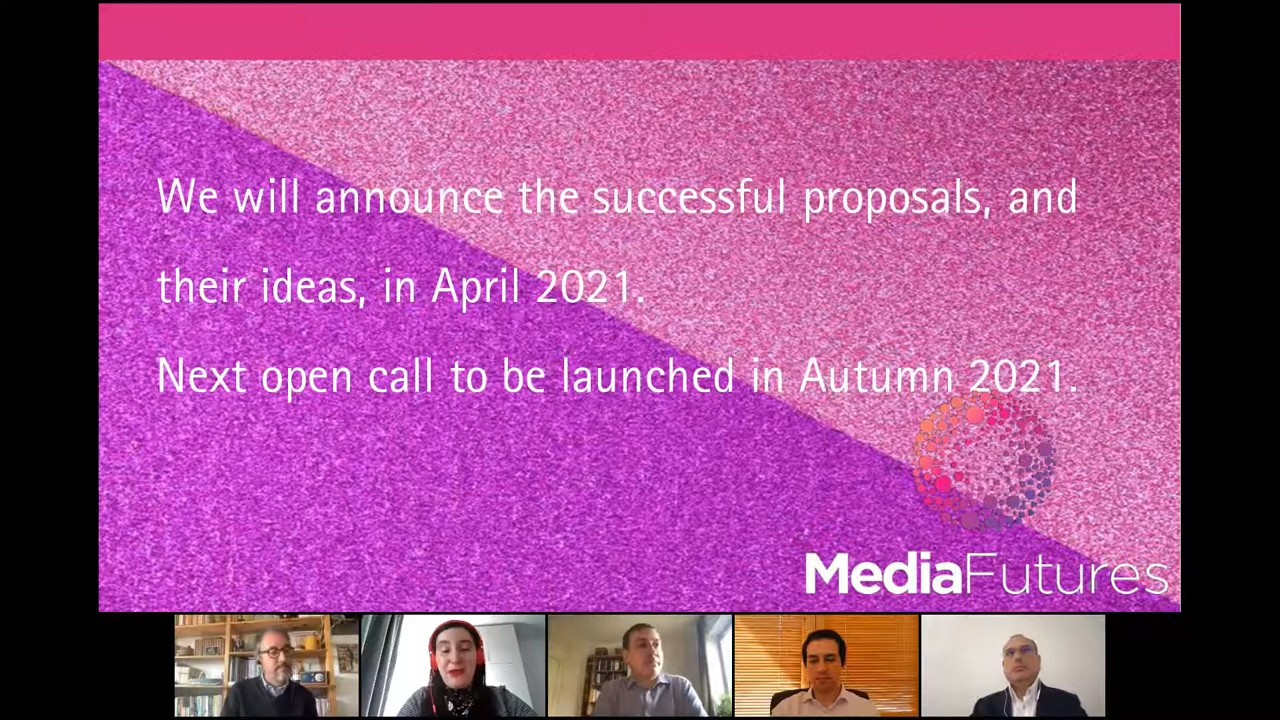 We will announce the successful proposals, and
their ideas, in April 2021.
Next open call to be launched in Autumn 2021.
MediaFutures